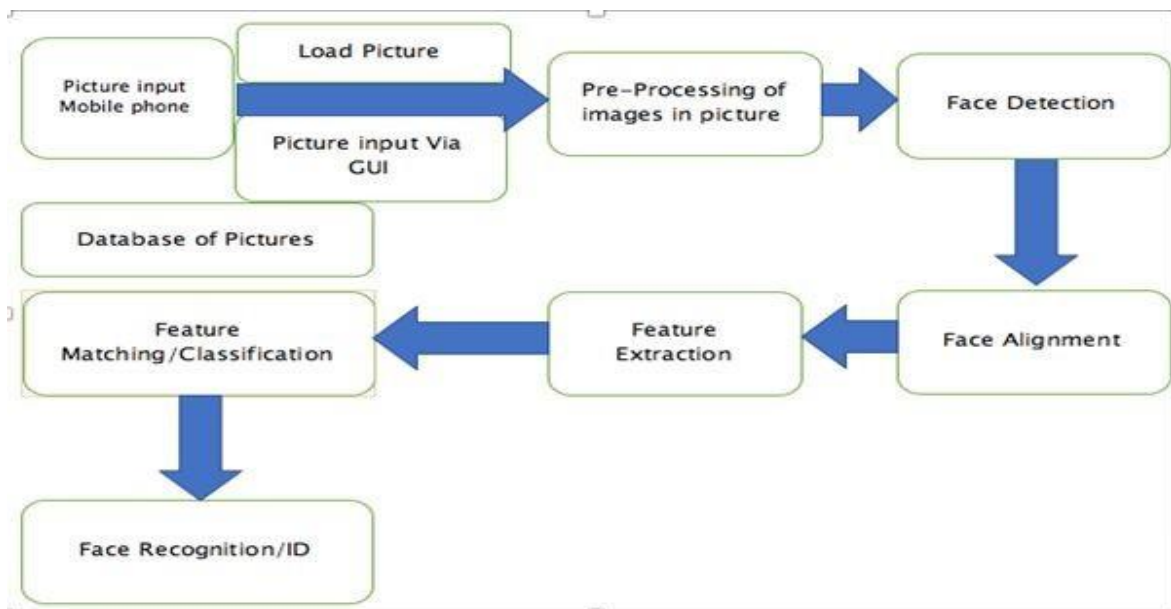 Picture input
Mobile phone
Load Picture
Picture input Via
GUI
Pre-Processing of
images in picture
Face Detection
Face Alignment
Feature
Extraction
Database of Pictures
Feature
Matching/Classification
Face Recognition/ID